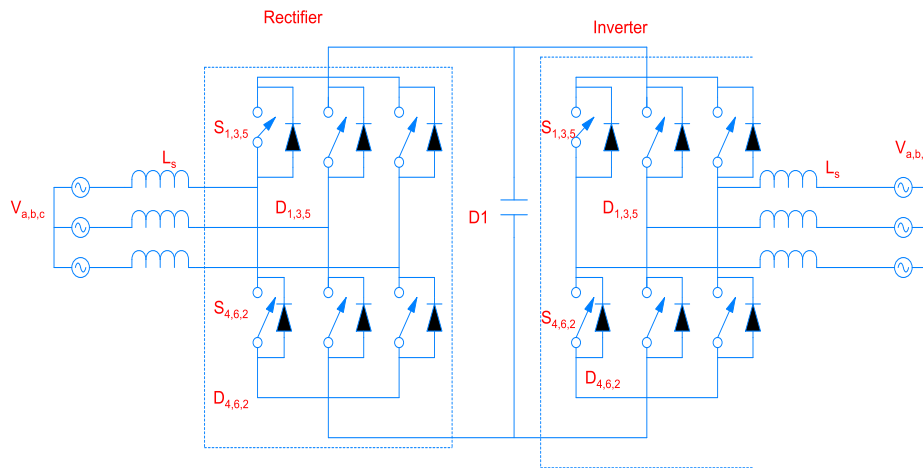 Rectifier
Inverter
S1,3,5
S1,3,5
Ls
Ls
Va,b,
Va,b,c
D1,3,5
D1
D1,3,5
S4,6,2
S4,6,2
D4,6,2
D4,6,2